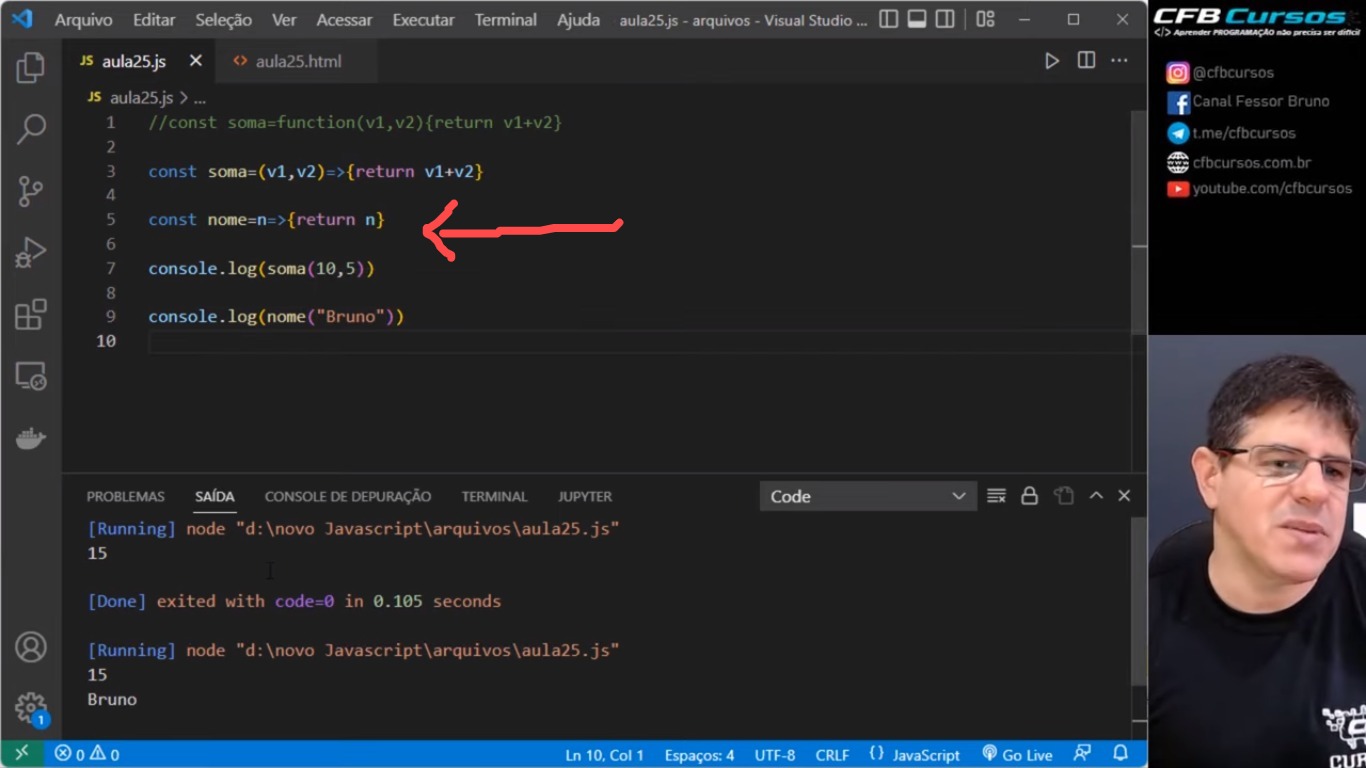 Arquivo Editar Seleção Ver Acessar Executar Terminal Ajuda aula25.js - arquivos - Visual Studio ...
JS aula25.js <> aula25.html
JS aula25.js > ...
1 //const soma=function(v1,v2){return v1+v2}
2
3 const soma=(v1,v2)=>{return v1+v2}
4
5 const nome=n=>{return n}
6
7 console.log(soma(10,5))
8
9 console.log(nome("Bruno"))
10
PROBLEMAS SAÍDA CONSOLE DE DEPURAÇÃO TERMINAL JUPYTER Code
[Running] node "d:\novo Javascript\arquivos\aula25.js"
15
[Done] exited with code=0 in 0.105 seconds
[Running] node "d:\novo Javascript\arquivos\aula25.js"
15
Bruno
1
0 0 Ln 10, Col 1 Espaços: 4 UTF-8 CRLF {} JavaScript Go Live
CFB Cursos
</> Aprender PROGRAMAÇÃO não precisa ser difícil
@cfbcursos
Canal Fessor Bruno
t.me/cfbcursos
cfbcursos.com.br
youtube.com/cfbcursos